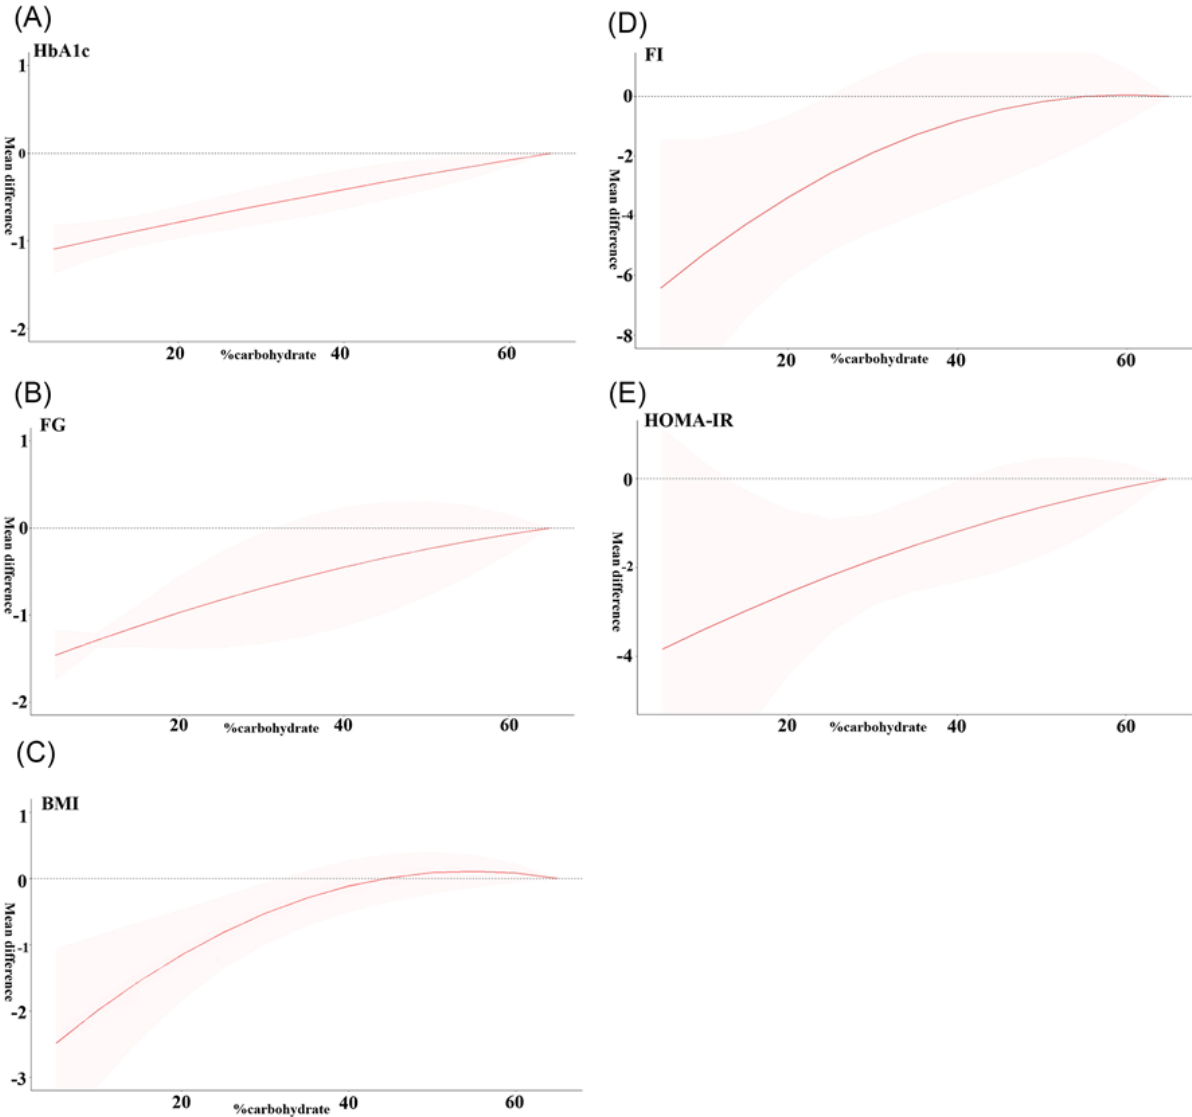 (A)
HbA1c
1
0
-1
-2
Mean difference
20
%carbohydrate
40
60
(B)
FG
1
0
-1
-2
Mean difference
20
%carbohydrate
40
60
(C)
BMI
1
0
-1
-2
-3
Mean difference
20
%carbohydrate
40
60
(D)
FI
0
-2
-4
-6
-8
Mean difference
20
%carbohydrate
40
60
(E)
HOMA-IR
0
-2
-4
Mean difference
20
%carbohydrate
40
60